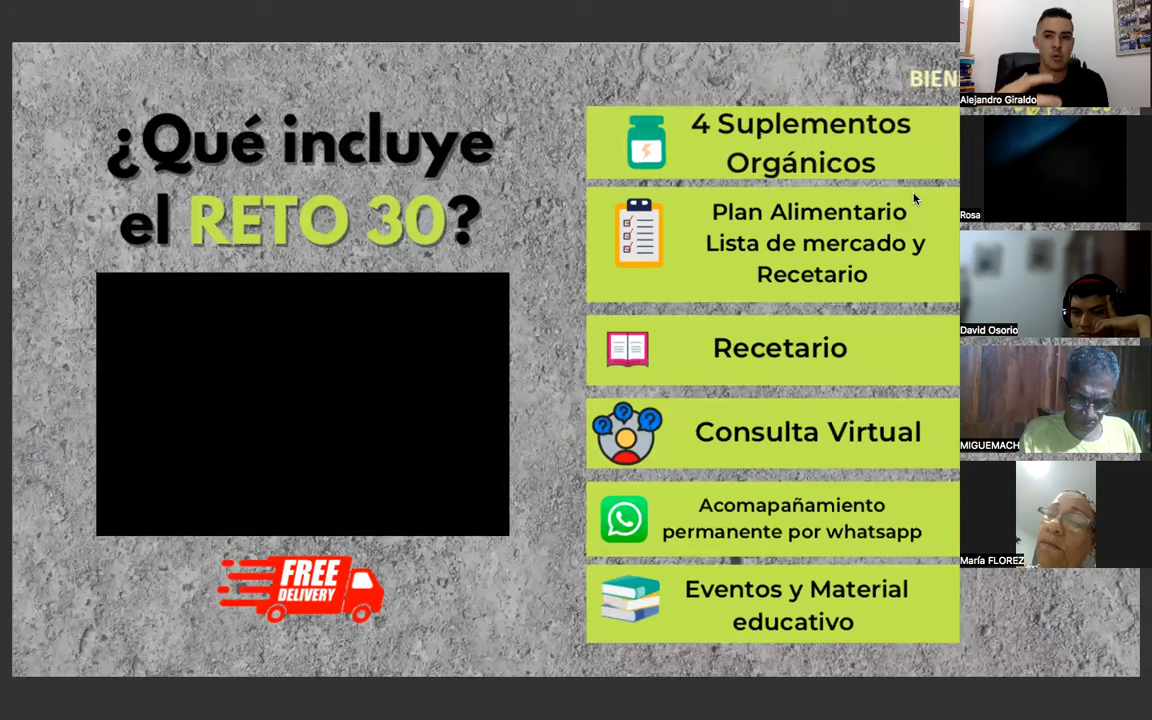 ¿Qué incluye
el RETO 30?
FREE
DELIVERY
BIEN
4 Suplementos
Orgánicos
Plan Alimentario
Lista de mercado y
Recetario
Recetario
Consulta Virtual
Acomapañamiento
permanente por whatsapp
Eventos y Material
educativo
Alejandro Giraldo
Rosa
David Osorio
MIGUEMACH
María FLOREZ